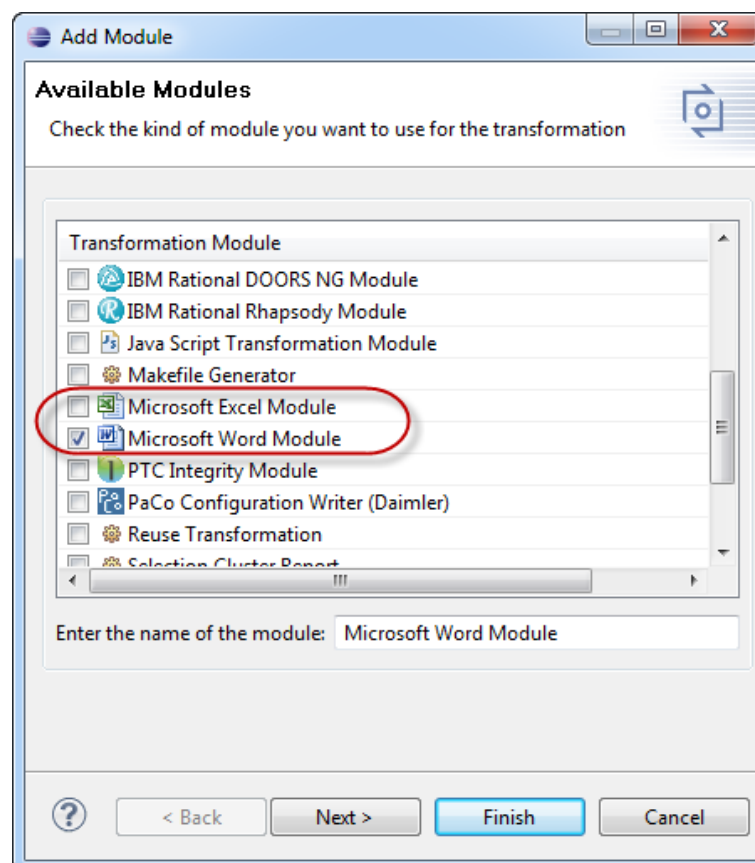 Add Module
Available Modules
Check the kind of module you want to use for the transformation
Transformation Module
IBM Rational DOORS NG Module
IBM Rational Rhapsody Module
Java Script Transformation Module
Makefile Generator
Microsoft Excel Module
Microsoft Word Module
PTC Integrity Module
PaCo Configuration Writer (Daimler)
Reuse Transformation
Selection Cluster Report
Enter the name of the module: Microsoft Word Module
< Back Next > Finish Cancel